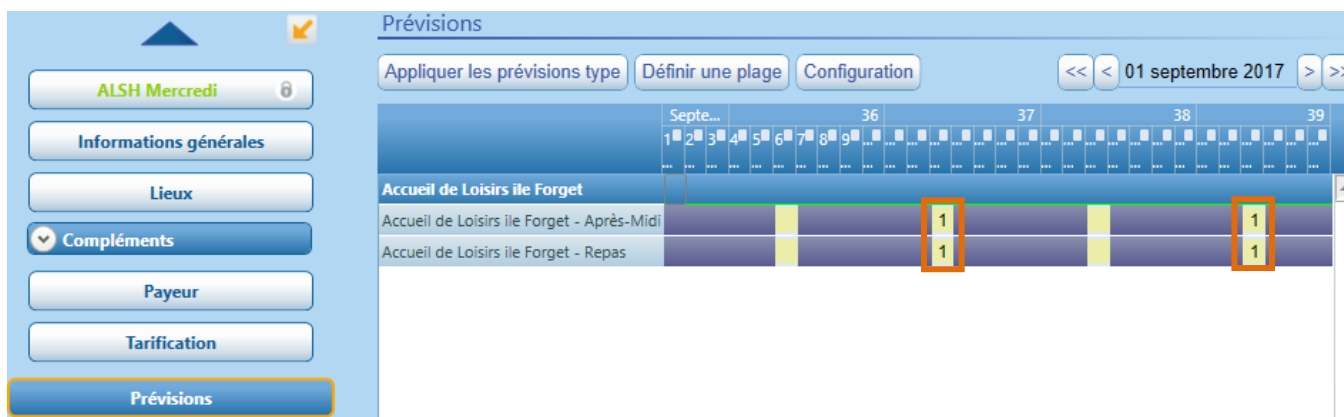 Prévisions
ALSH Mercredi
Informations générales
Lieux
Compléments
Payeur
Tarification
Prévisions
Appliquer les prévisions type Définir une plage Configuration << < 01 septembre 2017 > >>
Septe... 36 37 38 39
1 2 3 4 5 6 7 8 9 ... ... ... ... ... ... ... ... ... ... ... ... ... ... ... ... ... ... ... ... ...
... ... ... ... ... ... ... ... ... ... ... ... ... ... ... ... ... ... ... ... ... ... ... ... ... ... ... ... ... ...
Accueil de Loisirs ile Forget
Accueil de Loisirs ile Forget - Après-Midi 1 1
Accueil de Loisirs ile Forget - Repas 1 1